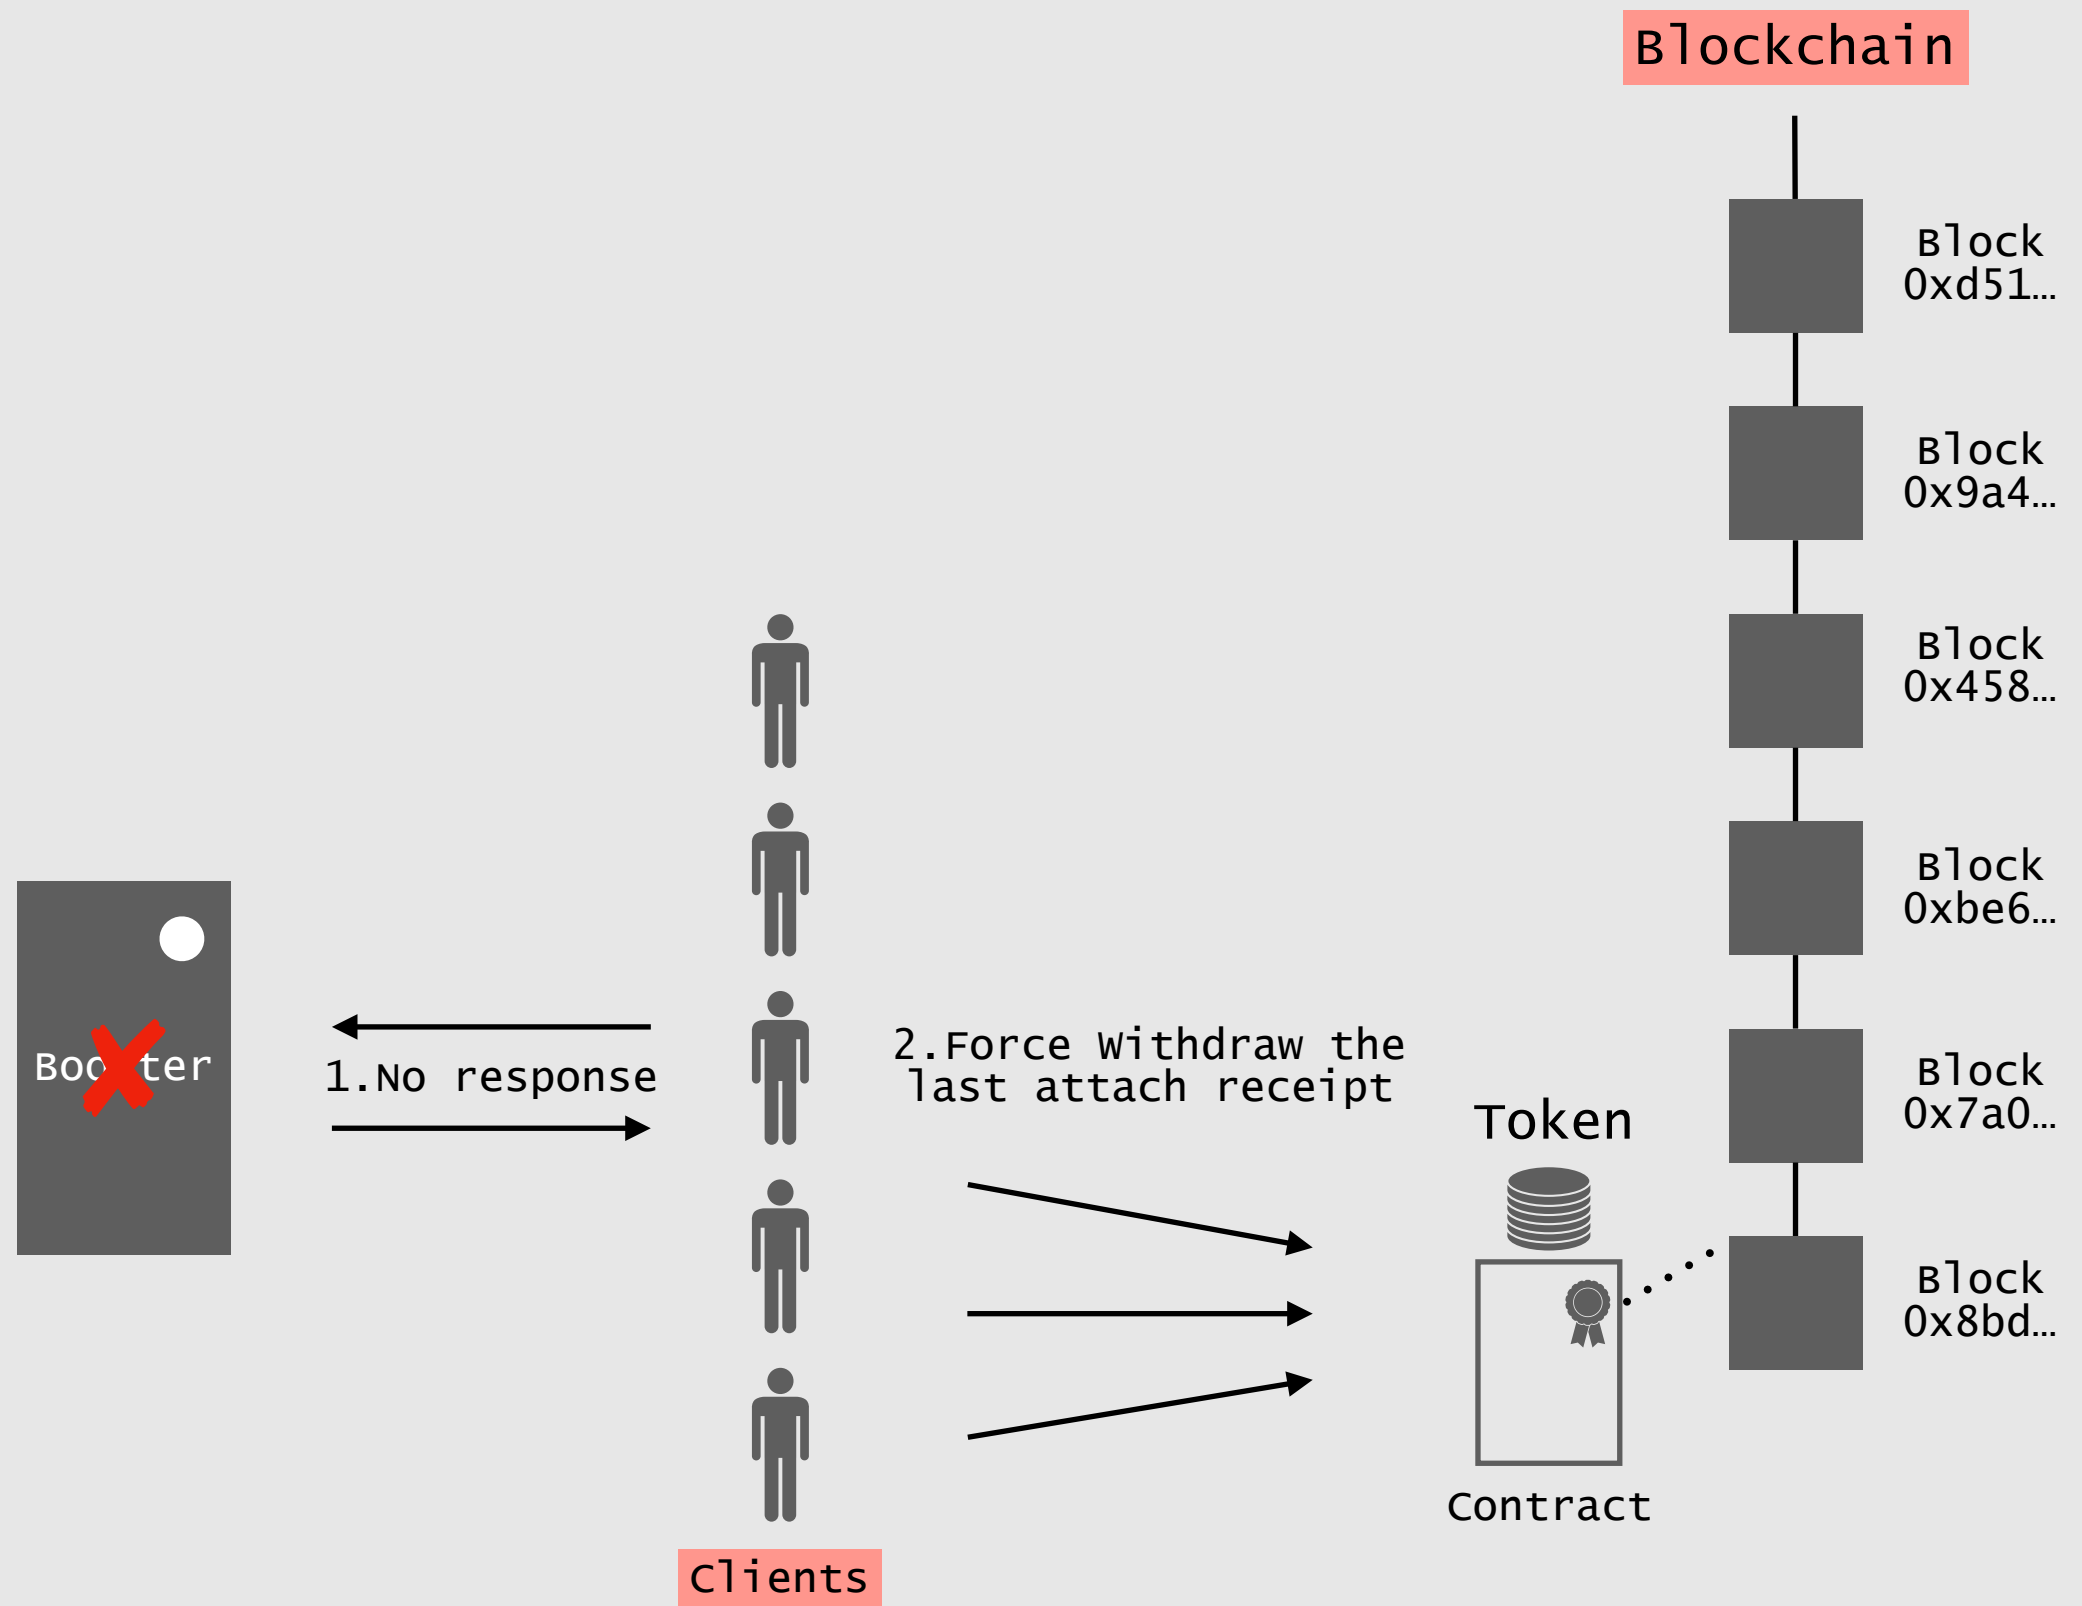 Blockchain
Block
0xd51…
Block
0x9a4…
Block
0x458…
Block
0xbe6…
Block
0x7a0…
Block
0x8bd…
Booster
1.No response
2.Force Withdraw the
last attach receipt
Token
Contract
Clients